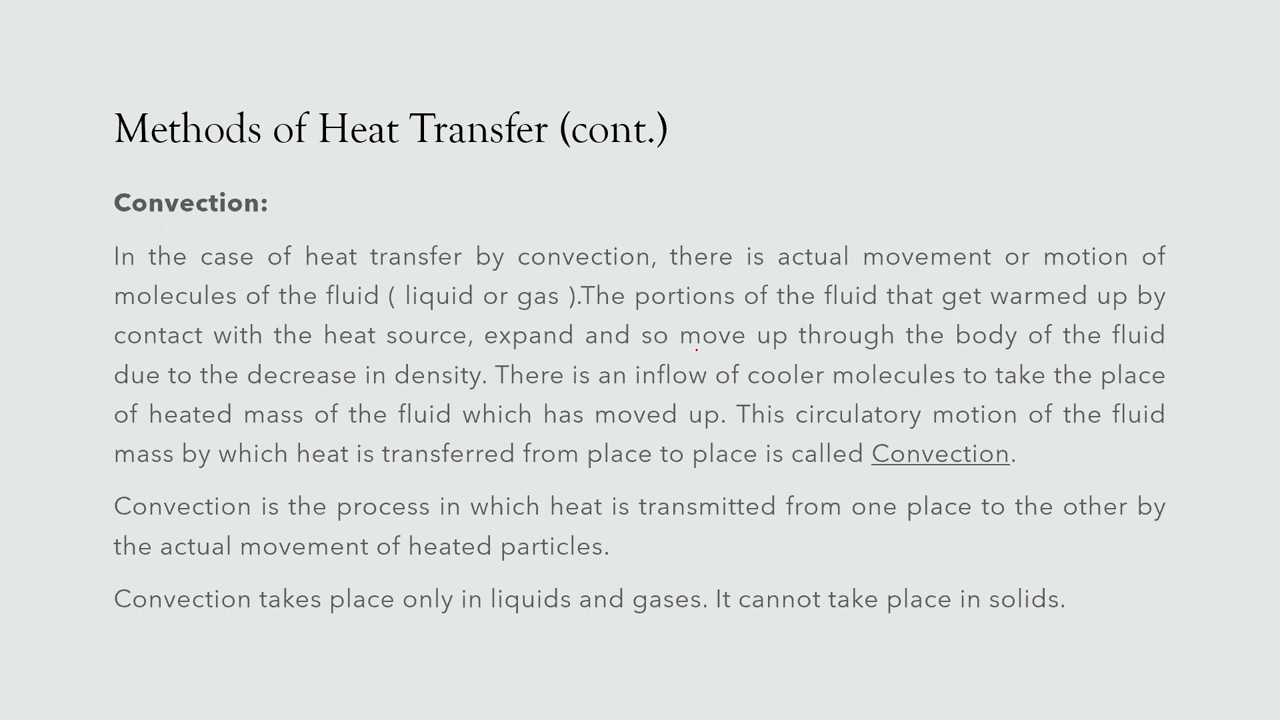 Methods of Heat Transfer (cont.)
Convection:
In the case of heat transfer by convection, there is actual movement or motion of
molecules of the fluid ( liquid or gas ).The portions of the fluid that get warmed up by
contact with the heat source, expand and so move up through the body of the fluid
due to the decrease in density. There is an inflow of cooler molecules to take the place
of heated mass of the fluid which has moved up. This circulatory motion of the fluid
mass by which heat is transferred from place to place is called Convection.
Convection is the process in which heat is transmitted from one place to the other by
the actual movement of heated particles.
Convection takes place only in liquids and gases. It cannot take place in solids.